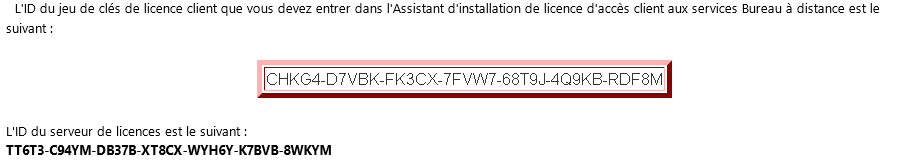 L'ID du jeu de clés de licence client que vous devez entrer dans l'Assistant d'installation de licence d'accès client aux services Bureau à distance est le
suivant :
CHKG4-D7VBK-FK3CX-7FVW7-68T9J-4Q9KB-RDF8M
L'ID du serveur de licences est le suivant :
TT6T3-C94YM-DB37B-XT8CX-WYH6Y-K7BVB-8WKYM